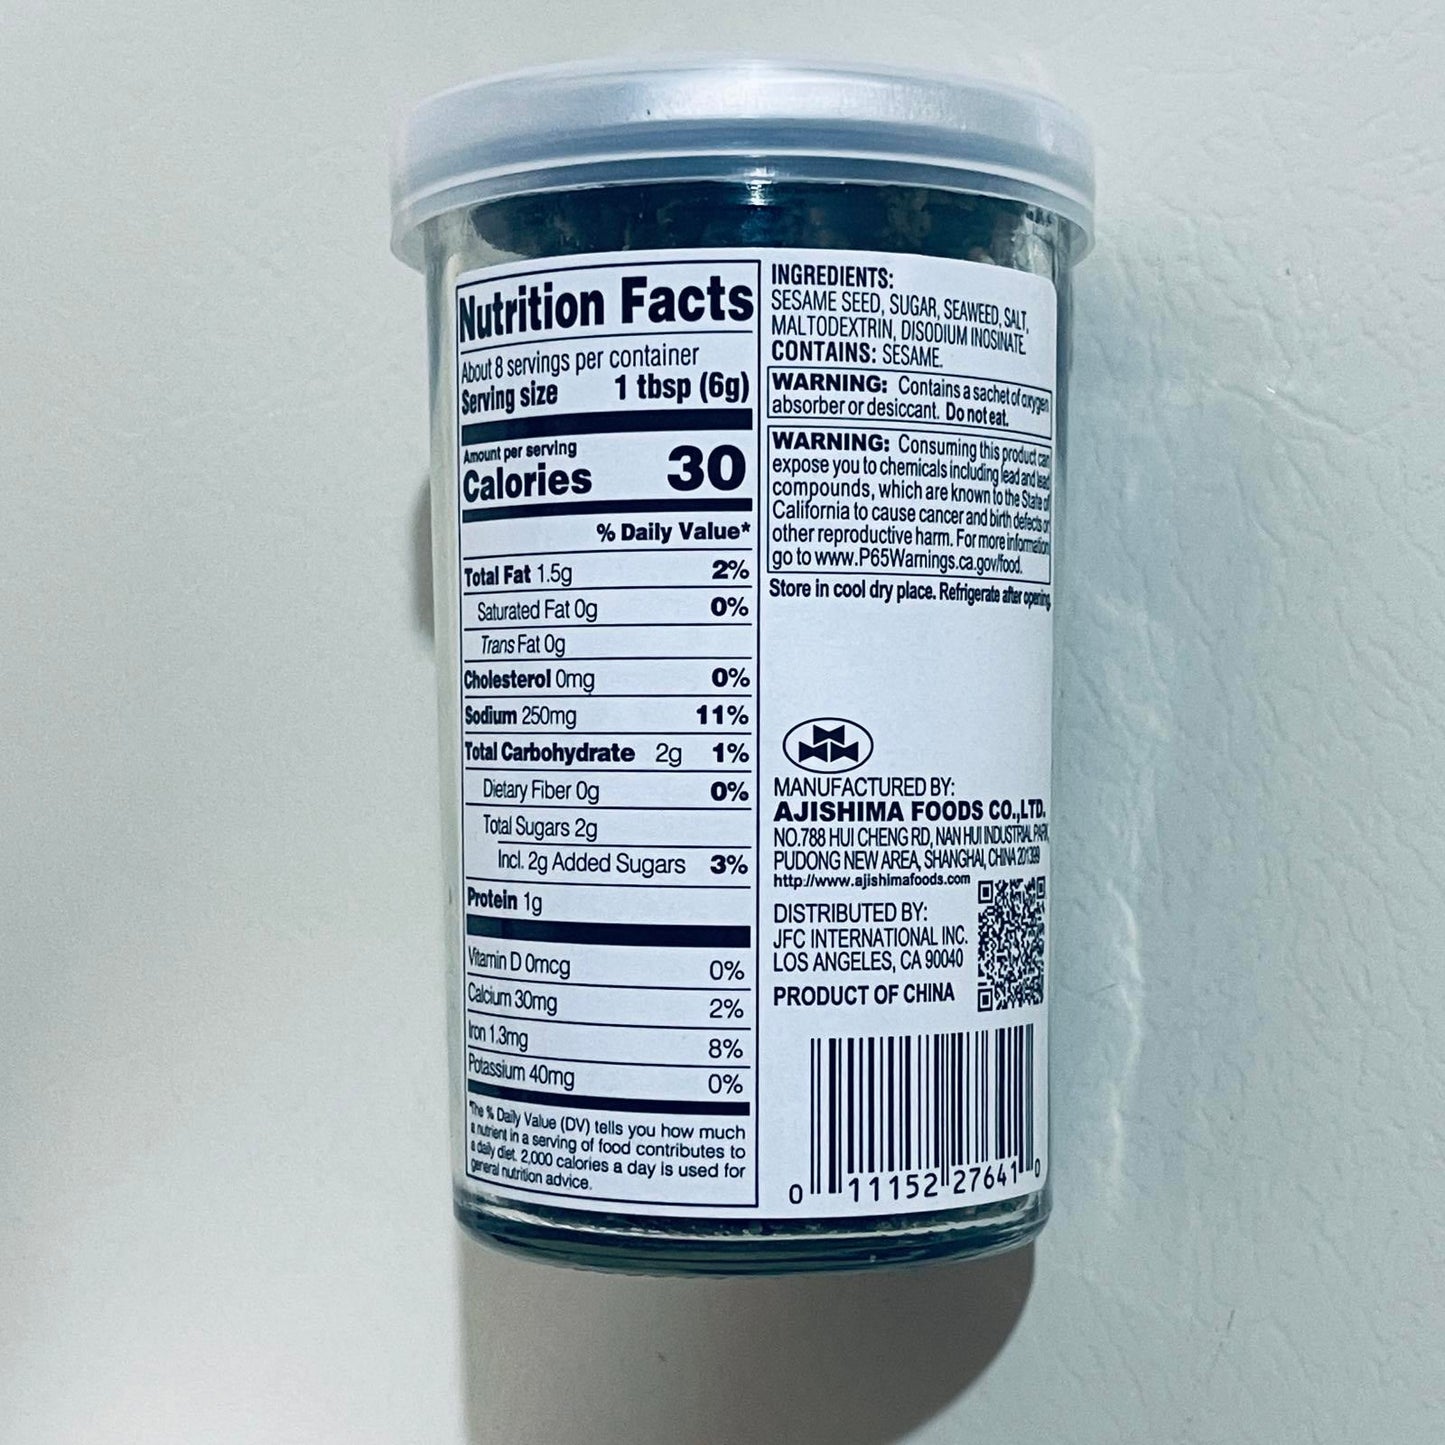 Nutrition Facts
About 8 servings per container
Serving size 1 tbsp (6g)
Amount per serving
Calories 30
% Daily Value*
Total Fat 1.5g 2%
Saturated Fat 0g 0%
Trans Fat 0g
Cholesterol 0mg 0%
Sodium 250mg 11%
Total Carbohydrate 2g 1%
Dietary Fiber 0g 0%
Total Sugars 2g
Incl. 2g Added Sugars 3%
Protein 1g
Vitamin D 0mcg 0%
Calcium 30mg 2%
Iron 1.3mg 8%
Potassium 40mg 0%
*The % Daily Value (DV) tells you how much
a nutrient in a serving of food contributes to
a daily diet. 2,000 calories a day is used for
general nutrition advice.
INGREDIENTS:
SESAME SEED, SUGAR, SEAWEED, SALT,
MALTODEXTRIN, DISODIUM INOSINATE.
CONTAINS: SESAME.
WARNING: Contains a sachet of oxygen
absorber or desiccant. Do not eat.
WARNING: Consuming this product can
expose you to chemicals including lead and lead
compounds, which are known to the State of
California to cause cancer and birth defects or
other reproductive harm. For more information
go to www.P65Warnings.ca.gov/food.
Store in cool dry place. Refrigerate after opening.
MANUFACTURED BY:
AJISHIMA FOODS CO.,LTD.
NO.788 HUI CHENG RD, NAN HUI INDUSTRIAL PARK,
PUDONG NEW AREA, SHANGHAI, CHINA 201399
http://www.ajishimafoods.com
DISTRIBUTED BY:
JFC INTERNATIONAL INC.
LOS ANGELES, CA 90040
PRODUCT OF CHINA
0 11152 27641 0